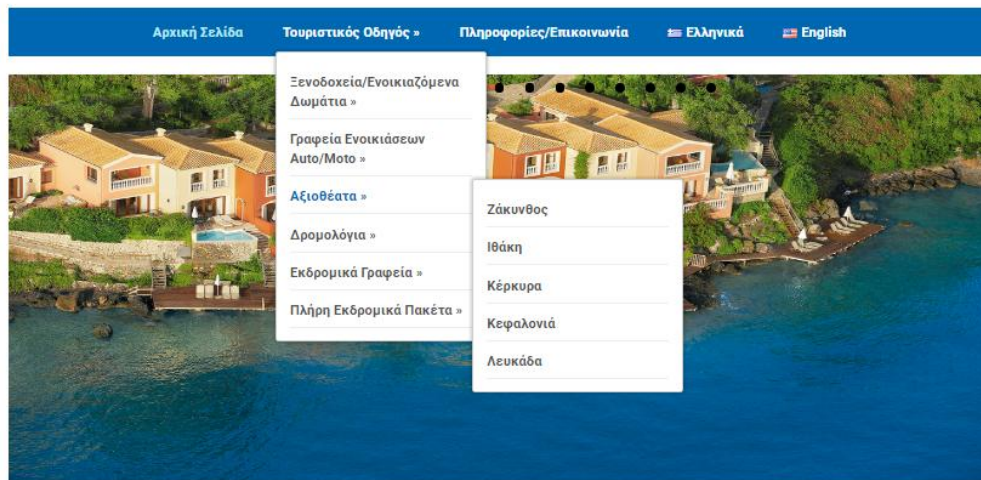 Αρχική Σελίδα
Τουριστικός Οδηγός »
Πληροφορίες/Επικοινωνία
Ελληνικά
English
Ξενοδοχεία/Ενοικιαζόμενα
Δωμάτια »
Γραφεία Ενοικιάσεων
Auto/Moto »
Αξιοθέατα »
Δρομολόγια »
Εκδρομικά Γραφεία »
Πλήρη Εκδρομικά Πακέτα »
Ζάκυνθος
Ιθάκη
Κέρκυρα
Κεφαλονιά
Λευκάδα